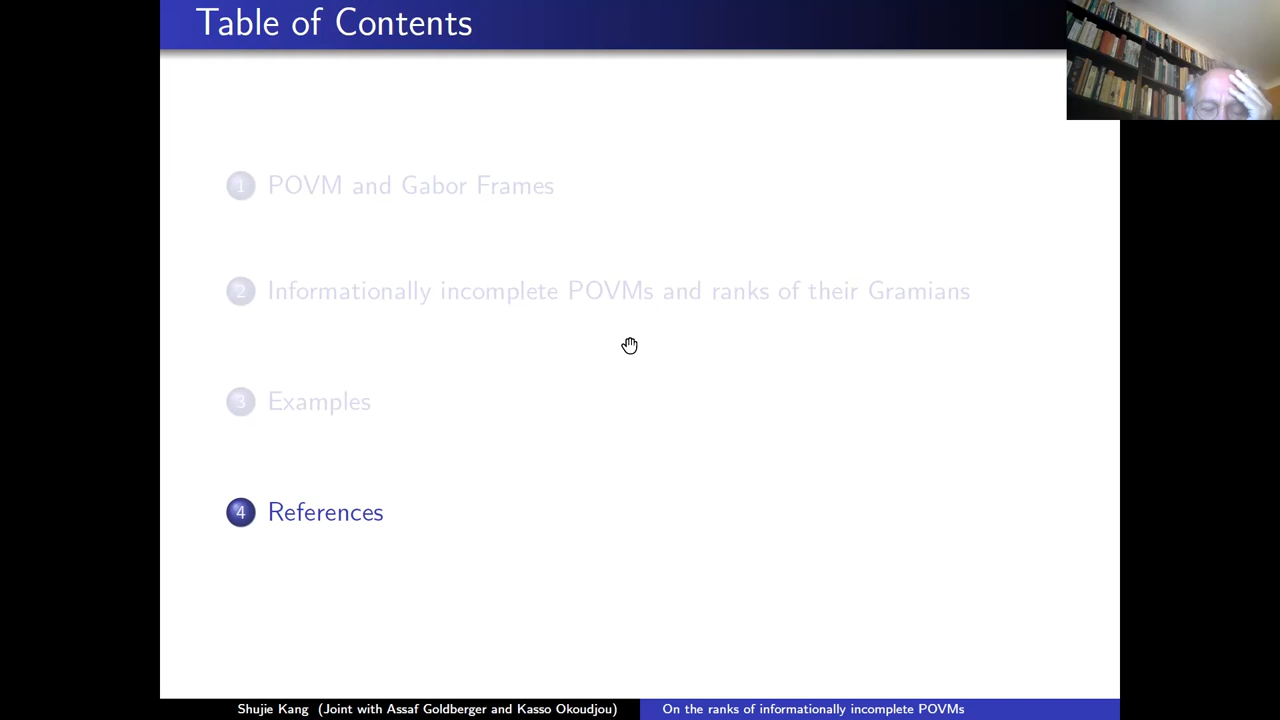 Table of Contents
1 POVM and Gabor Frames
2 Informationally incomplete POVMs and ranks of their Gramians
3 Examples
4 References
Shujie Kang (Joint with Assaf Goldberger and Kasso Okoudjou)
On the ranks of informationally incomplete POVMs